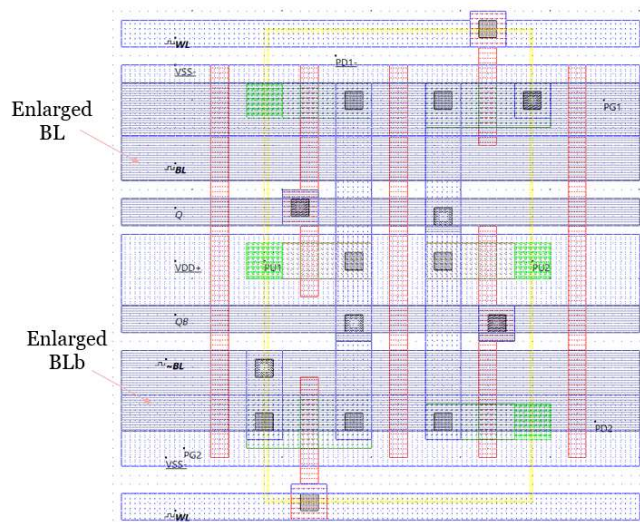 WL
PD1-
VSS-
Enlarged
BL
PG1
BL
Q
VDD+
PU1
PU2
QB
Enlarged
BLb
~BL
PD2
PG2
VSS-
WL